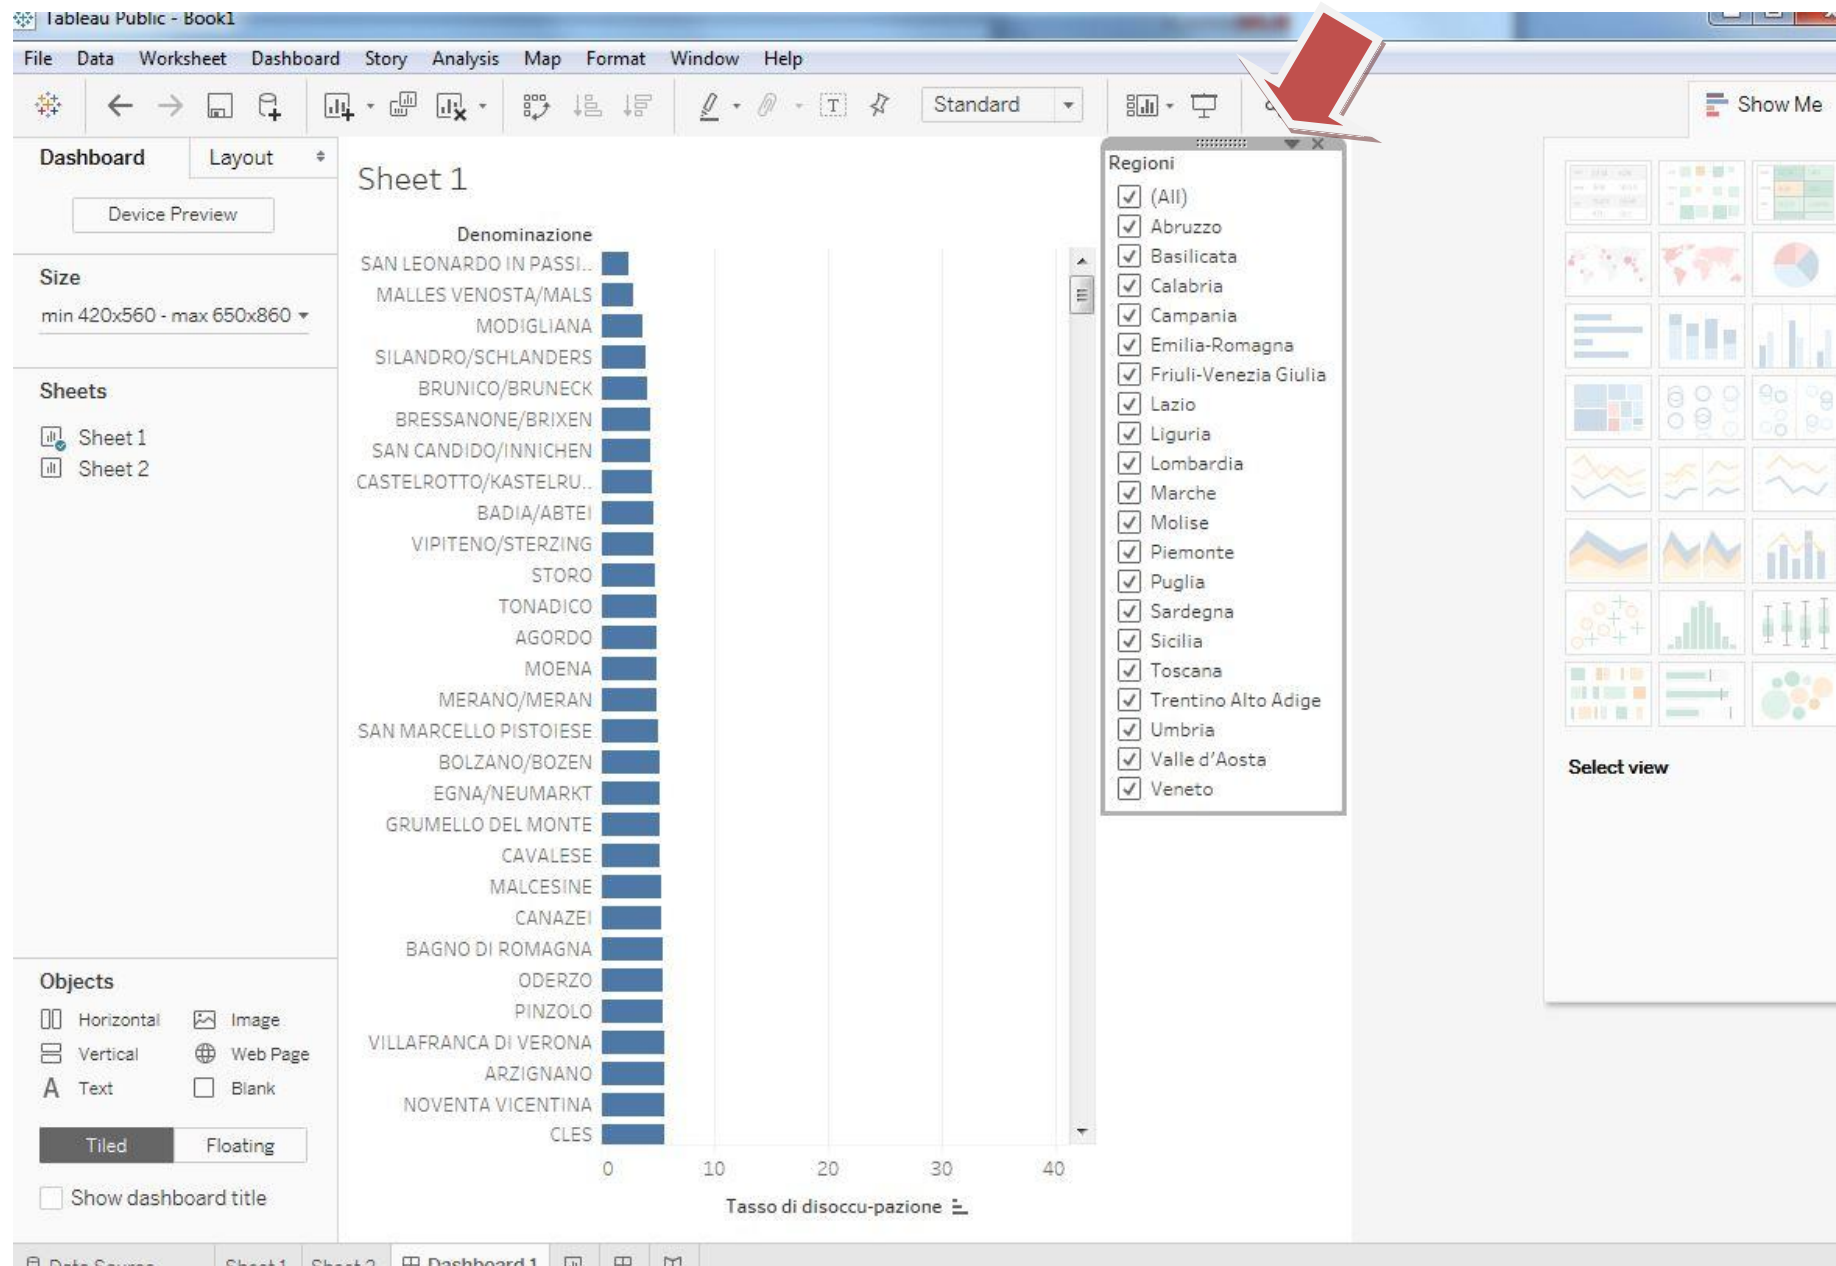 Tableau Public - Book1
File Data Worksheet Dashboard Story Analysis Map Format Window Help
T Standard Show Me
Dashboard Layout
Device Preview
Size
min 420x560 - max 650x860
Sheets
Sheet 1
Sheet 2
Objects
Horizontal Image
Vertical Web Page
A Text Blank
Tiled Floating
Show dashboard title
Sheet 1
Denominazione
SAN LEONARDO IN PASSI..
MALLES VENOSTA/MALS
MODIGLIANA
SILANDRO/SCHLANDERS
BRUNICO/BRUNECK
BRESSANONE/BRIXEN
SAN CANDIDO/INNICHEN
CASTELROTTO/KASTELRU..
BADIA/ABTEI
VIPITENO/STERZING
STORO
TONADICO
AGORDO
MOENA
MERANO/MERAN
SAN MARCELLO PISTOIESE
BOLZANO/BOZEN
EGNA/NEUMARKT
GRUMELLO DEL MONTE
CAVALESE
MALCESINE
CANAZEI
BAGNO DI ROMAGNA
ODERZO
PINZOLO
VILLAFRANCA DI VERONA
ARZIGNANO
NOVENTA VICENTINA
CLES
0 10 20 30 40
Tasso di disoccu-pazione
Regioni
(All)
Abruzzo
Basilicata
Calabria
Campania
Emilia-Romagna
Friuli-Venezia Giulia
Lazio
Liguria
Lombardia
Marche
Molise
Piemonte
Puglia
Sardegna
Sicilia
Toscana
Trentino Alto Adige
Umbria
Valle d'Aosta
Veneto
Select view
Data Source Sheet 1 Sheet 2 Dashboard 1